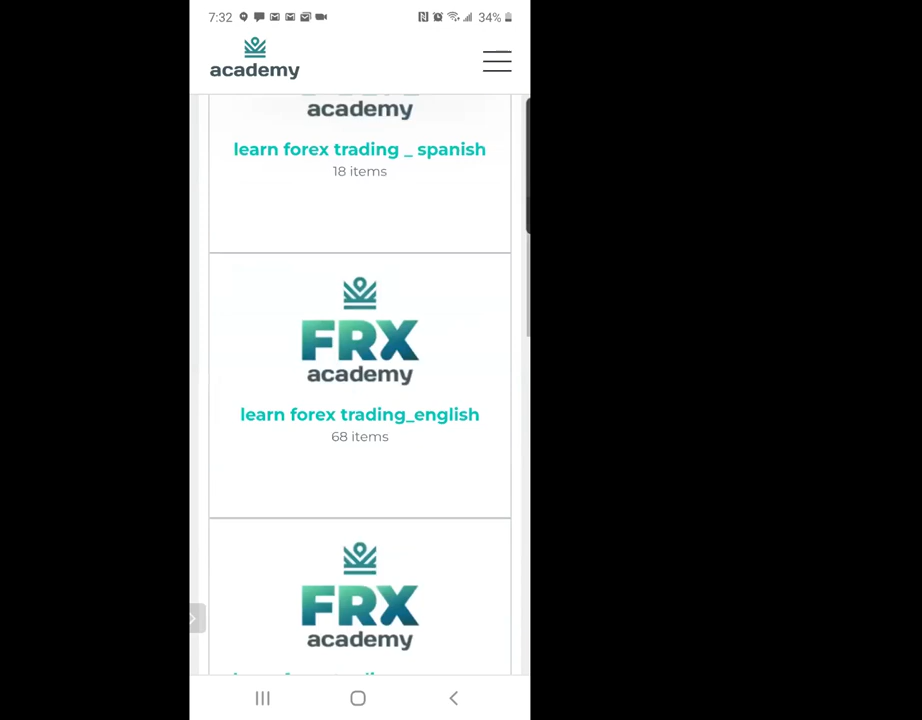 7:32
34%
academy
academy
learn forex trading _ spanish
18 items
FRX
academy
learn forex trading_english
68 items
FRX
academy